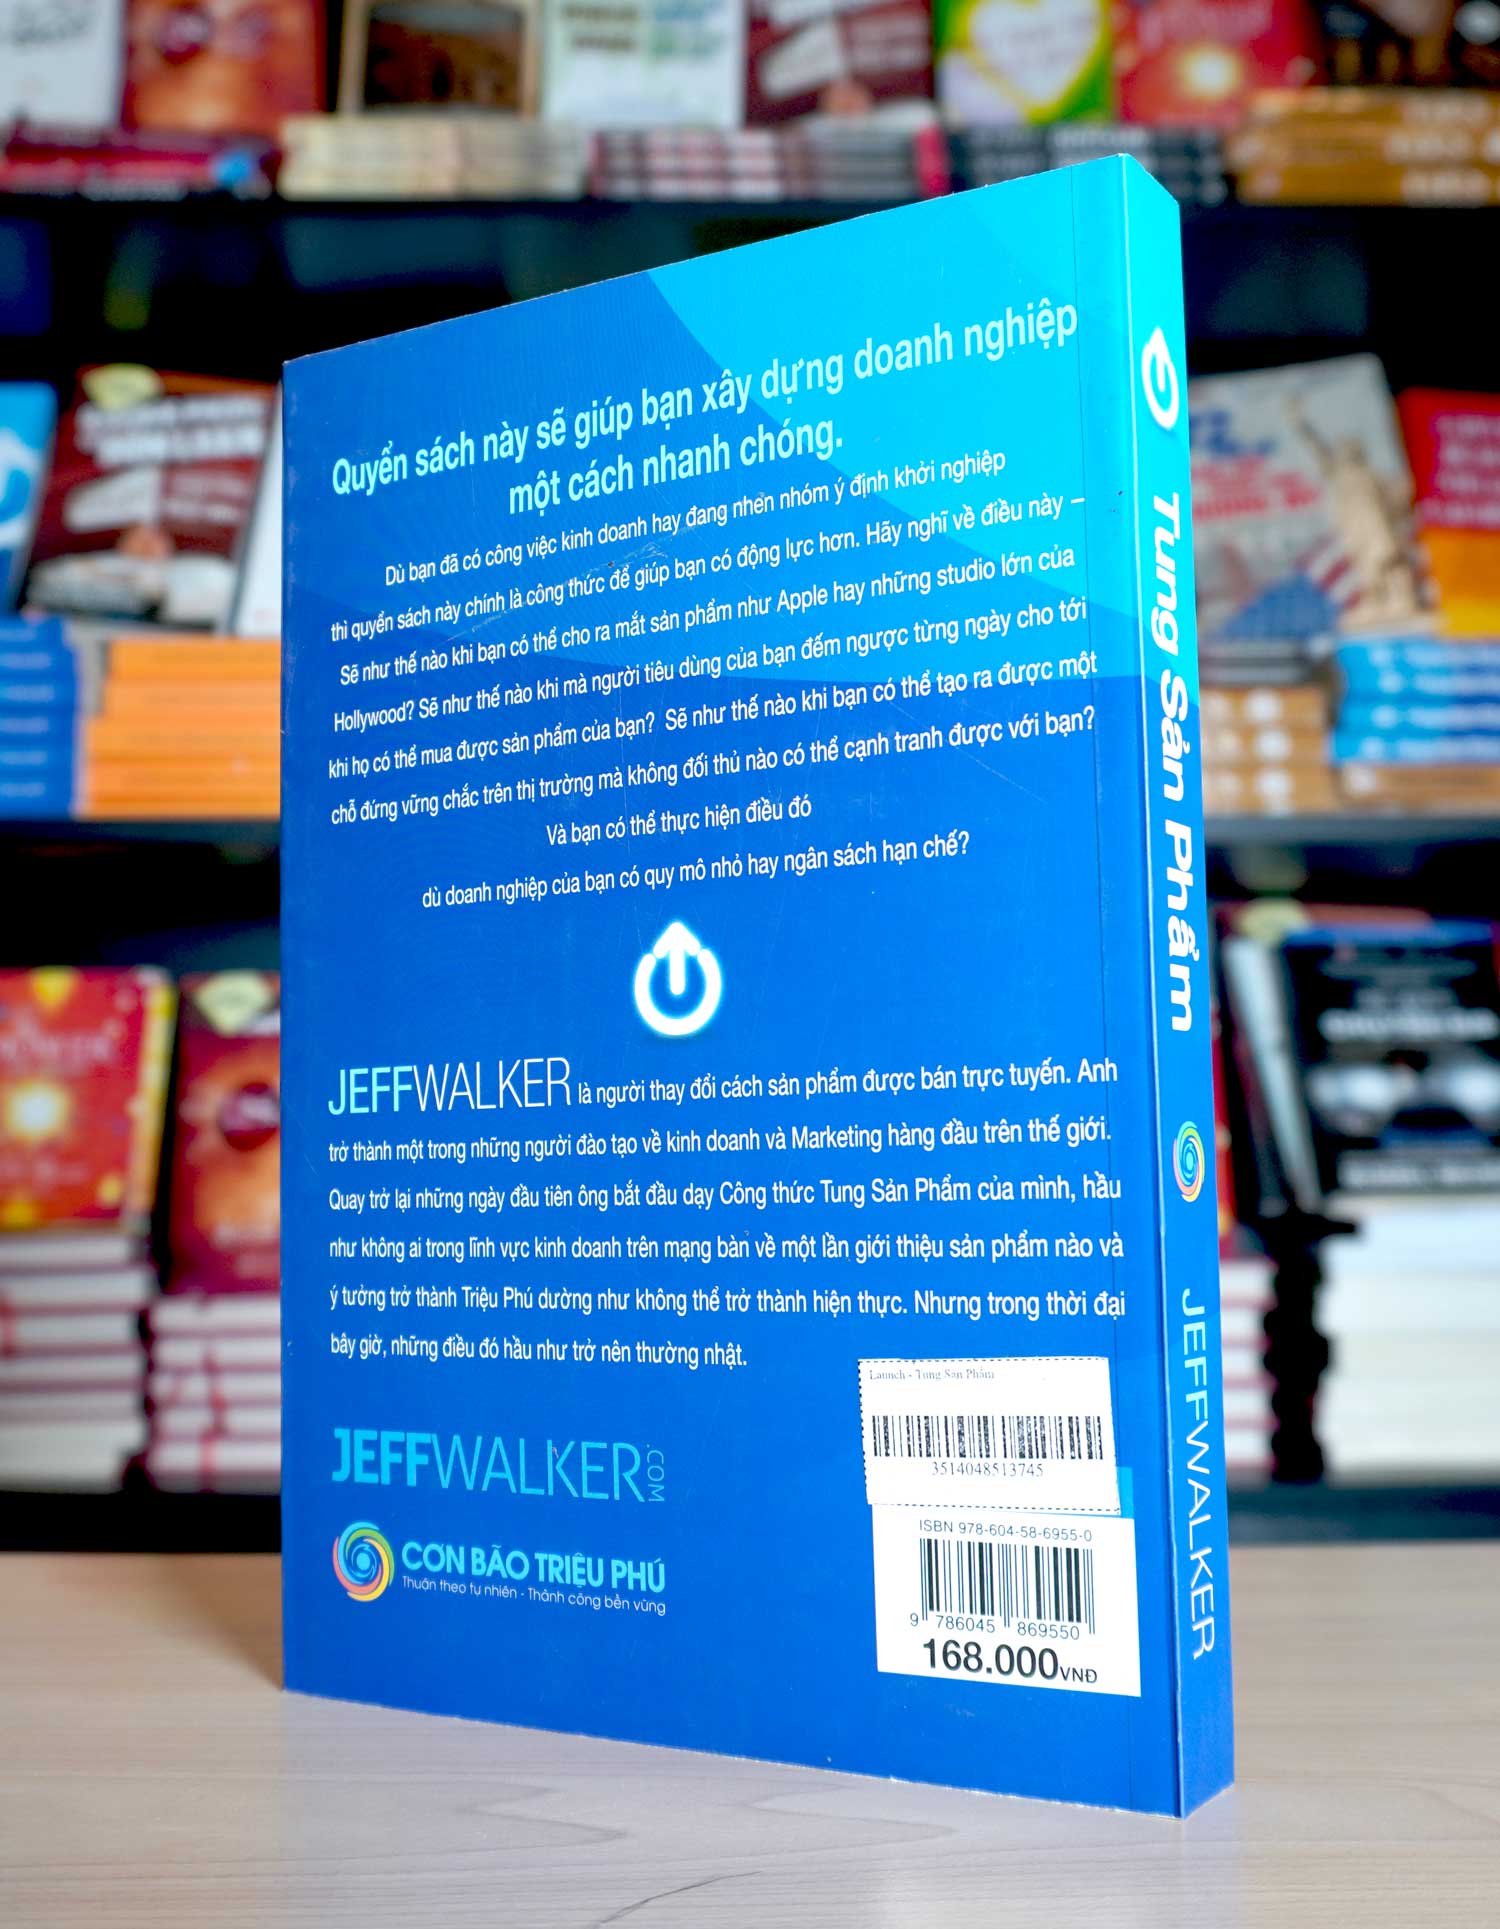 Quyển sách này sẽ giúp bạn xây dựng doanh nghiệp
một cách nhanh chóng.
Dù bạn đã có công việc kinh doanh hay đang nhen nhóm ý định khởi nghiệp
thì quyển sách này chính là công thức để giúp bạn có động lực hơn. Hãy nghĩ về điều này –
Sẽ như thế nào khi bạn có thể cho ra mắt sản phẩm như Apple hay những studio lớn của
Hollywood? Sẽ như thế nào khi mà người tiêu dùng của bạn đếm ngược từng ngày cho tới
khi họ có thể mua được sản phẩm của bạn? Sẽ như thế nào khi bạn có thể tạo ra được một
chỗ đứng vững chắc trên thị trường mà không đối thủ nào có thể cạnh tranh được với bạn?
Và bạn có thể thực hiện điều đó
dù doanh nghiệp của bạn có quy mô nhỏ hay ngân sách hạn chế?
JEFFWALKER là người thay đổi cách sản phẩm được bán trực tuyến. Anh
trở thành một trong những người đào tạo về kinh doanh và Marketing hàng đầu trên thế giới.
Quay trở lại những ngày đầu tiên ông bắt đầu dạy Công thức Tung Sản Phẩm của mình, hầu
như không ai trong lĩnh vực kinh doanh trên mạng bàn về một lần giới thiệu sản phẩm nào và
ý tưởng trở thành Triệu Phú dường như không thể trở thành hiện thực. Nhưng trong thời đại
bây giờ, những điều đó hầu như trở nên thường nhật.
JEFFWALKER.COM
CƠN BÃO TRIỆU PHÚ
Thuận theo tự nhiên - Thành công bền vững
Launch - Tung Sản Phẩm
3514048513745
ISBN 978-604-58-6955-0
9 786045 869550
168.000VNĐ
Tung Sản Phẩm
JEFFWALKER